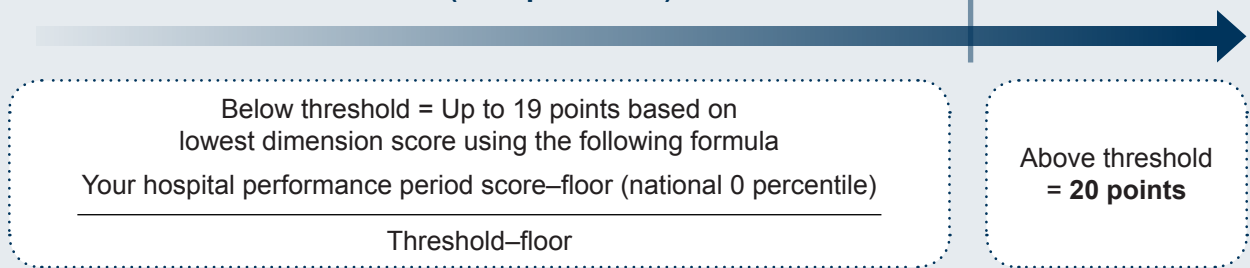 Below threshold = Up to 19 points based on
lowest dimension score using the following formula
Your hospital performance period score–floor (national 0 percentile)
Threshold–floor
Above threshold
= 20 points